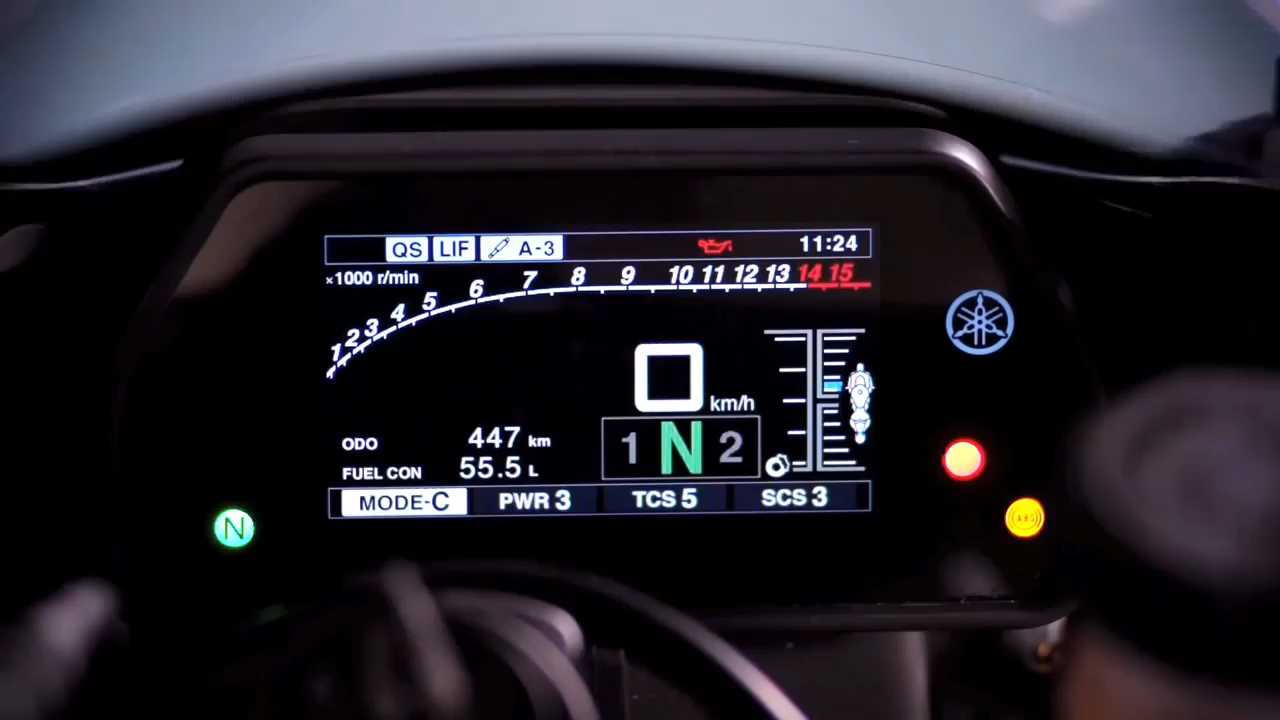 QS LIF A-3 11:24
×1000 r/min
1 2 3 4 5 6 7 8 9 10 11 12 13 14 15
0 km/h
ODO 447 km
FUEL CON 55.5 L
1 N 2
MODE-C PWR 3 TCS 5 SCS 3
N
ABS